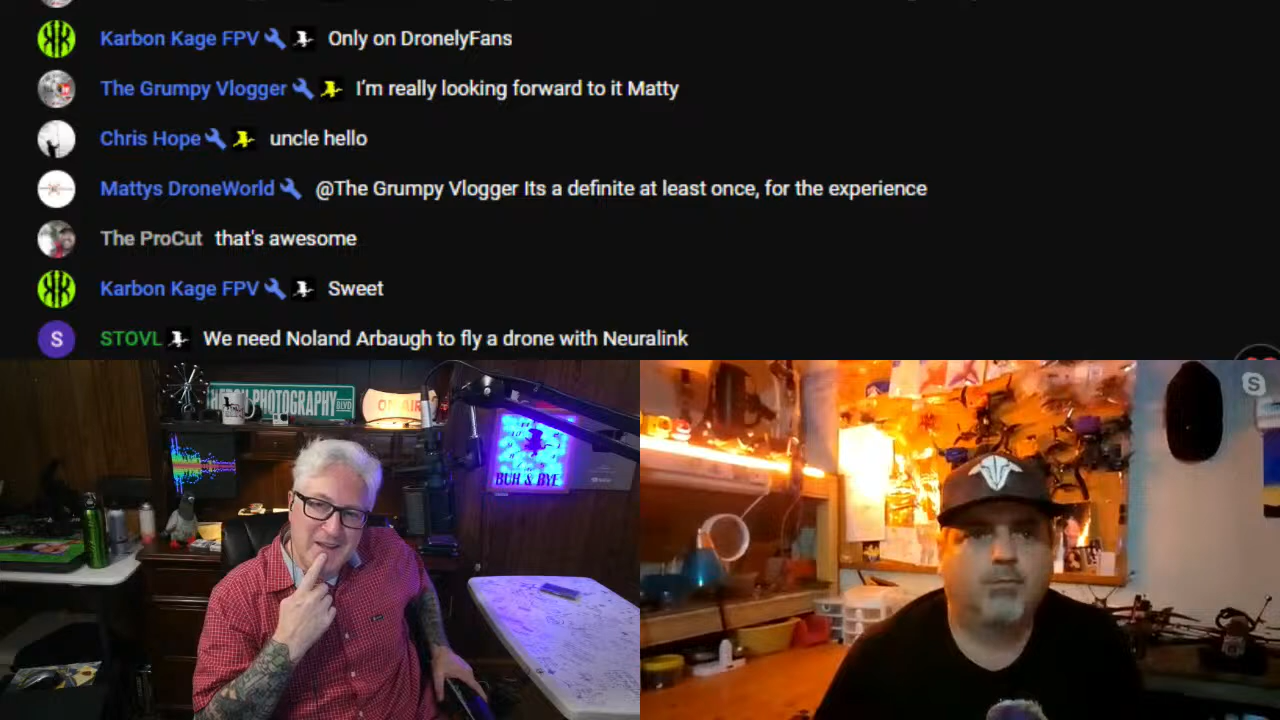 Karbon Kage FPV Only on DronelyFans
The Grumpy Vlogger I'm really looking forward to it Matty
Chris Hope uncle hello
Mattys DroneWorld @The Grumpy Vlogger Its a definite at least once, for the experience
The ProCut that's awesome
Karbon Kage FPV Sweet
S STOVL We need Noland Arbaugh to fly a drone with Neuralink
PHOTOGRAPHY BLVD
ON AIR
BUH & BYE
S